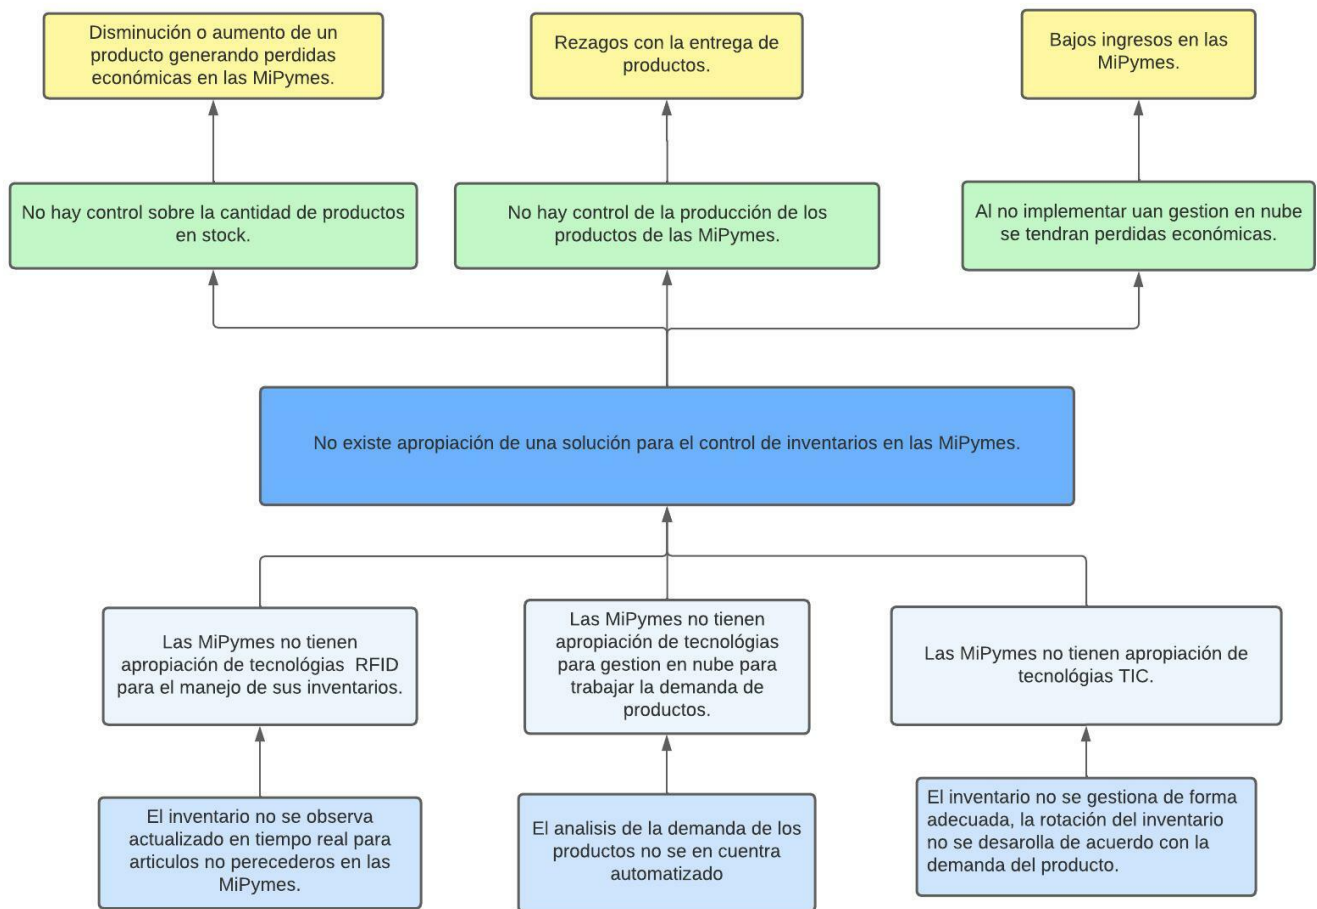 Disminución o aumento de un
producto generando perdidas
económicas en las MiPymes.
Rezagos con la entrega de
productos.
Bajos ingresos en las
MiPymes.
No hay control sobre la cantidad de productos
en stock.
No hay control de la producción de los
productos de las MiPymes.
Al no implementar uan gestion en nube
se tendran perdidas económicas.
No existe apropiación de una solución para el control de inventarios en las MiPymes.
Las MiPymes no tienen
apropiación de tecnológias RFID
para el manejo de sus inventarios.
Las MiPymes no tienen
apropiación de tecnológias
para gestion en nube para
trabajar la demanda de
productos.
Las MiPymes no tienen apropiación de
tecnológias TIC.
El inventario no se observa
actualizado en tiempo real para
articulos no perecederos en las
MiPymes.
El analisis de la demanda de los
productos no se en cuentra
automatizado
El inventario no se gestiona de forma
adecuada, la rotación del inventario
no se desarolla de acuerdo con la
demanda del producto.